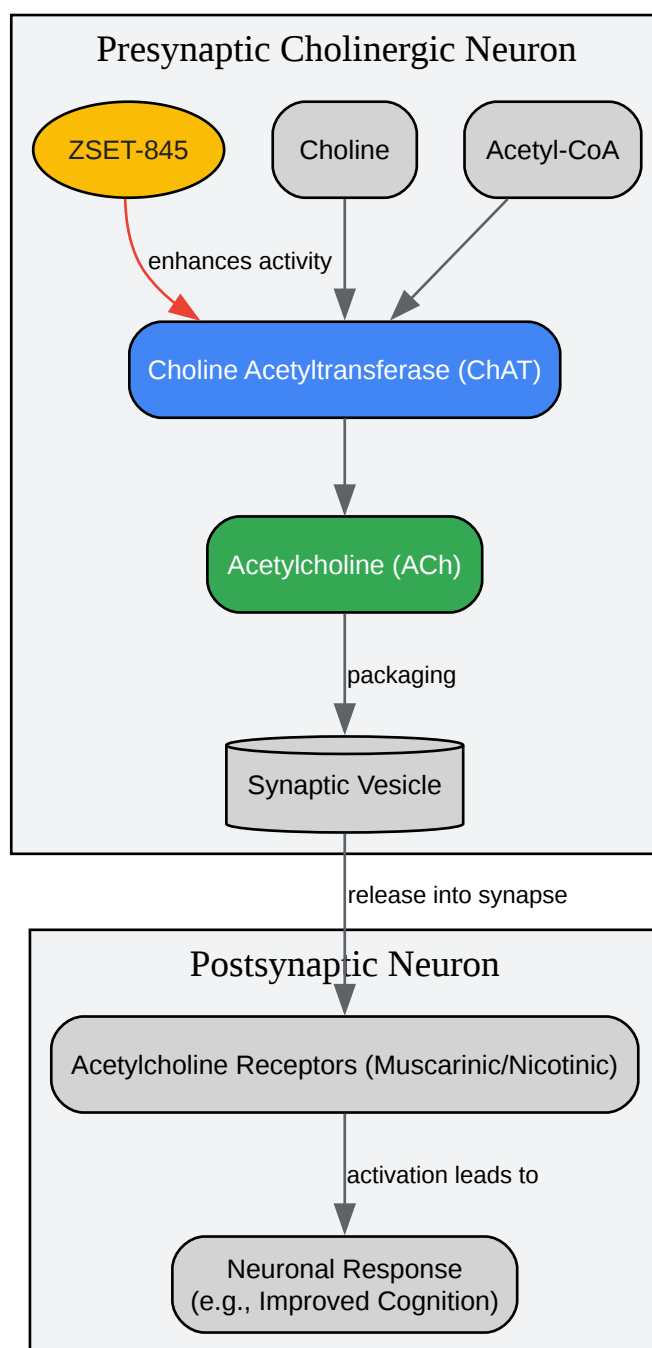 Presynaptic Cholinergic Neuron
ZSET-845
Choline
Acetyl-CoA
enhances activity
Choline Acetyltransferase (ChAT)
Acetylcholine (ACh)
packaging
Synaptic Vesicle
release into synapse
Postsynaptic Neuron
Acetylcholine Receptors (Muscarinic/Nicotinic)
activation leads to
Neuronal Response
(e.g., Improved Cognition)